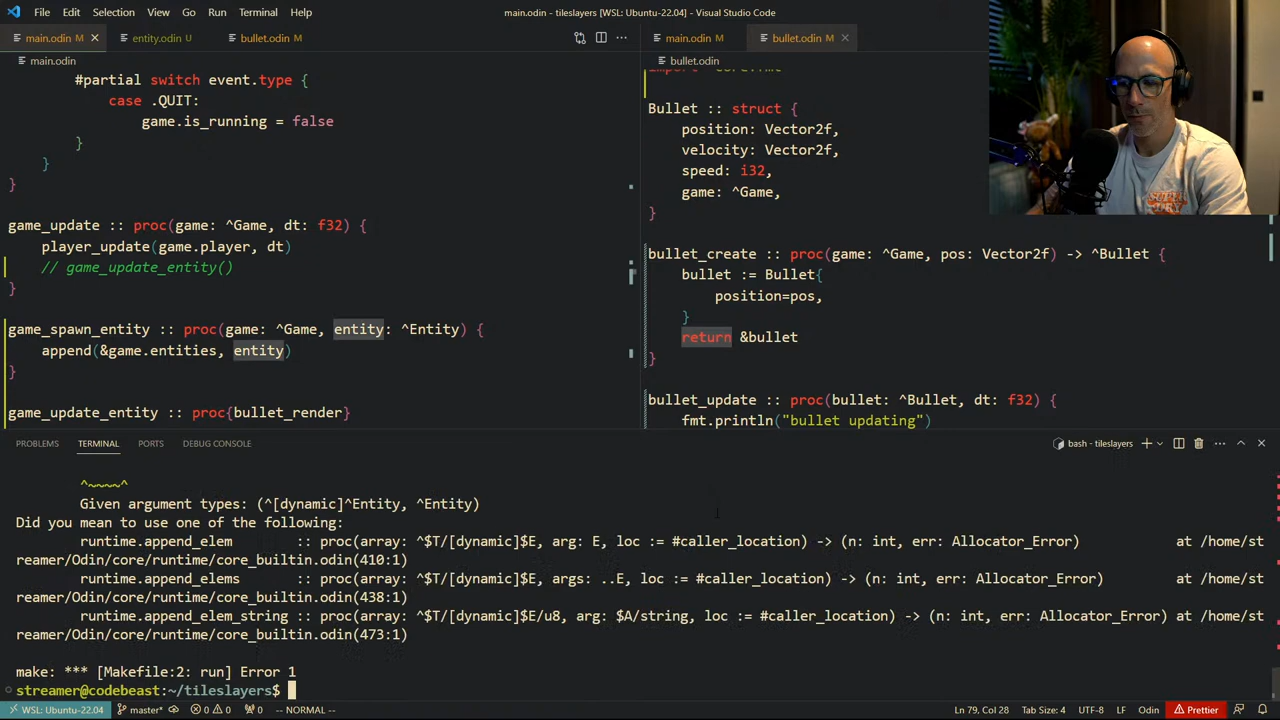 File Edit Selection View Go Run Terminal Help
main.odin - tileslayers [WSL: Ubuntu-22.04] - Visual Studio Code
main.odin M
entity.odin U
bullet.odin M
main.odin M
bullet.odin M
main.odin
bullet.odin
#partial switch event.type {
case .QUIT:
game.is_running = false
}
}
}
game_update :: proc(game: ^Game, dt: f32) {
player_update(game.player, dt)
// game_update_entity()
}
game_spawn_entity :: proc(game: ^Game, entity: ^Entity) {
append(&game.entities, entity)
}
game_update_entity :: proc{bullet_render}
Bullet :: struct {
position: Vector2f,
velocity: Vector2f,
speed: i32,
game: ^Game,
}
bullet_create :: proc(game: ^Game, pos: Vector2f) -> ^Bullet {
bullet := Bullet{
position=pos,
}
return &bullet
}
bullet_update :: proc(bullet: ^Bullet, dt: f32) {
fmt.println("bullet updating")
PROBLEMS TERMINAL PORTS DEBUG CONSOLE
bash - tileslayers
^~~~~^
Given argument types: (^[dynamic]^Entity, ^Entity)
Did you mean to use one of the following:
runtime.append_elem :: proc(array: ^$T/[dynamic]$E, arg: E, loc := #caller_location) -> (n: int, err: Allocator_Error) at /home/st
reamer/Odin/core/runtime/core_builtin.odin(410:1)
runtime.append_elems :: proc(array: ^$T/[dynamic]$E, args: ..E, loc := #caller_location) -> (n: int, err: Allocator_Error) at /home/st
reamer/Odin/core/runtime/core_builtin.odin(438:1)
runtime.append_elem_string :: proc(array: ^$T/[dynamic]$E/u8, arg: $A/string, loc := #caller_location) -> (n: int, err: Allocator_Error) at /home/st
reamer/Odin/core/runtime/core_builtin.odin(473:1)
make: *** [Makefile:2: run] Error 1
streamer@codebeast:~/tileslayers$
WSL: Ubuntu-22.04 master* 0 0 0 -- NORMAL -- Ln 79, Col 28 Tab Size: 4 UTF-8 LF Odin Prettier